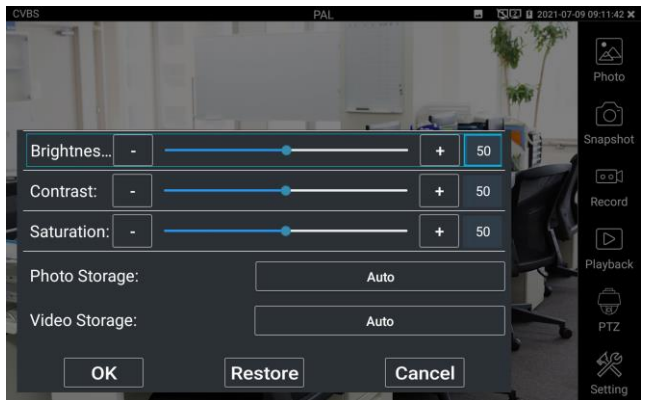 CVBS PAL 2021-07-09 09:11:42
Photo
Snapshot
Brightnes... - + 50
Contrast: - + 50
Record
Saturation: - + 50
Playback
Photo Storage: Auto
Video Storage: Auto
PTZ
OK Restore Cancel
Setting